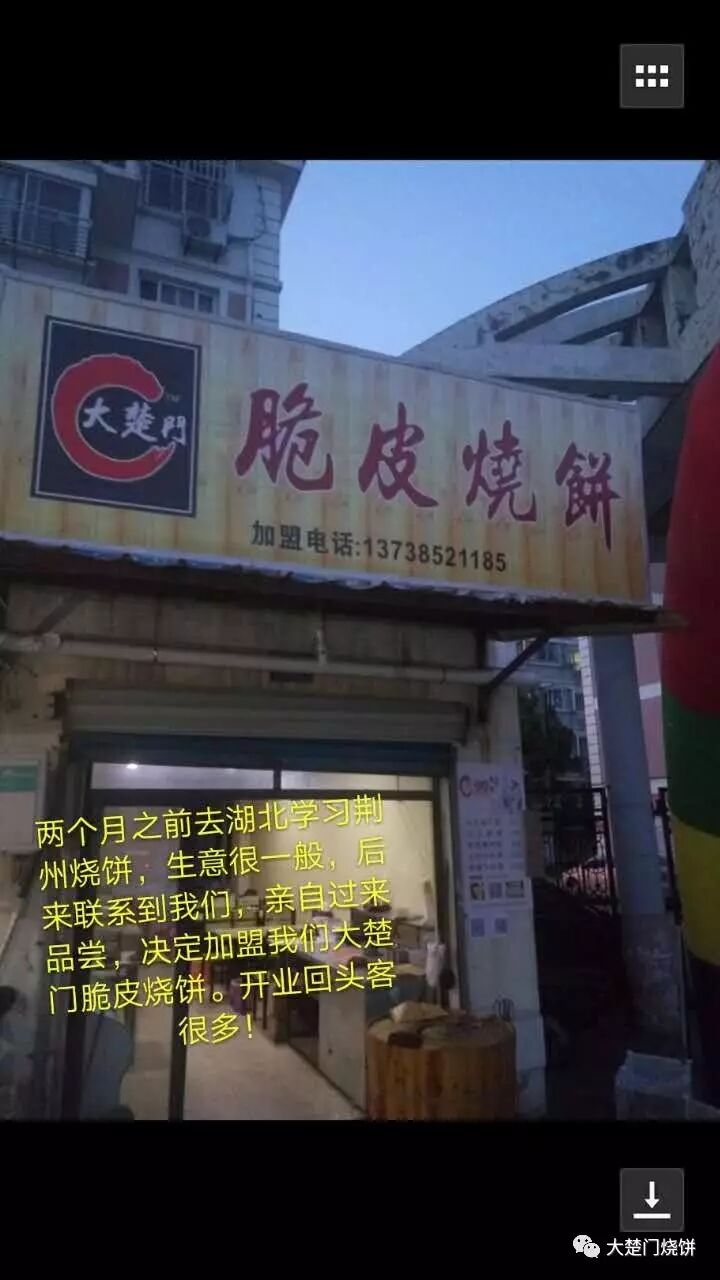 大楚門
TM
脆皮燒餅
加盟电话:13738521185
两个月之前去湖北学习荆
州烧饼，生意很一般，后
来联系到我们，亲自过来
品尝，决定加盟我们大楚
门脆皮烧饼。开业回头客
很多！
大楚门烧饼